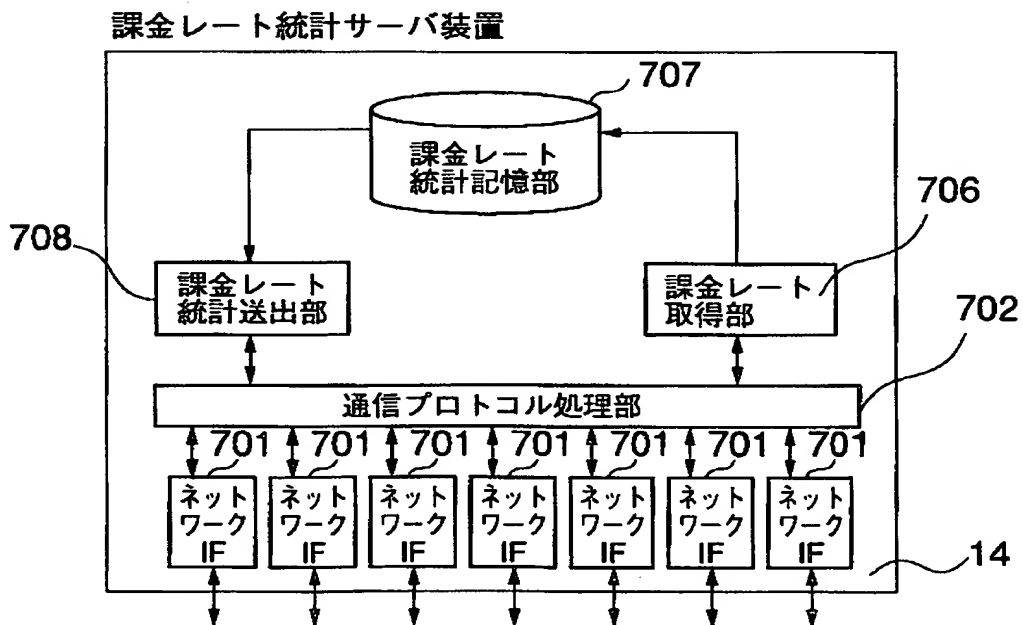 課金レート統計サーバ装置
707
課金レート
統計記憶部
706
708
課金レート
統計送出部
課金レート
取得部
702
通信プロトコル処理部
701 701 701 701 701 701 701
ネット ネット ネット ネット ネット ネット ネット
ワーク ワーク ワーク ワーク ワーク ワーク ワーク
IF IF IF IF IF IF IF
14